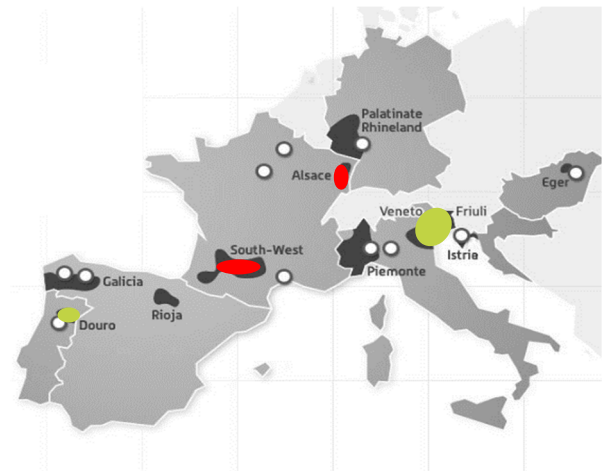 Palatinate
Rhineland
Alsace
Eger
Veneto
Friuli
South-West
Istria
Piemonte
Galicia
Rioja
Douro